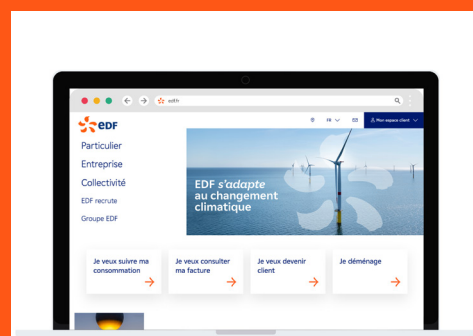 edf.fr
FR
Mon espace client
edf
Particulier
Entreprise
Collectivité
EDF recrute
Groupe EDF
EDF s'adapte
au changement
climatique
Je veux suivre ma
consommation
Je veux consulter
ma facture
Je veux devenir
client
Je déménage